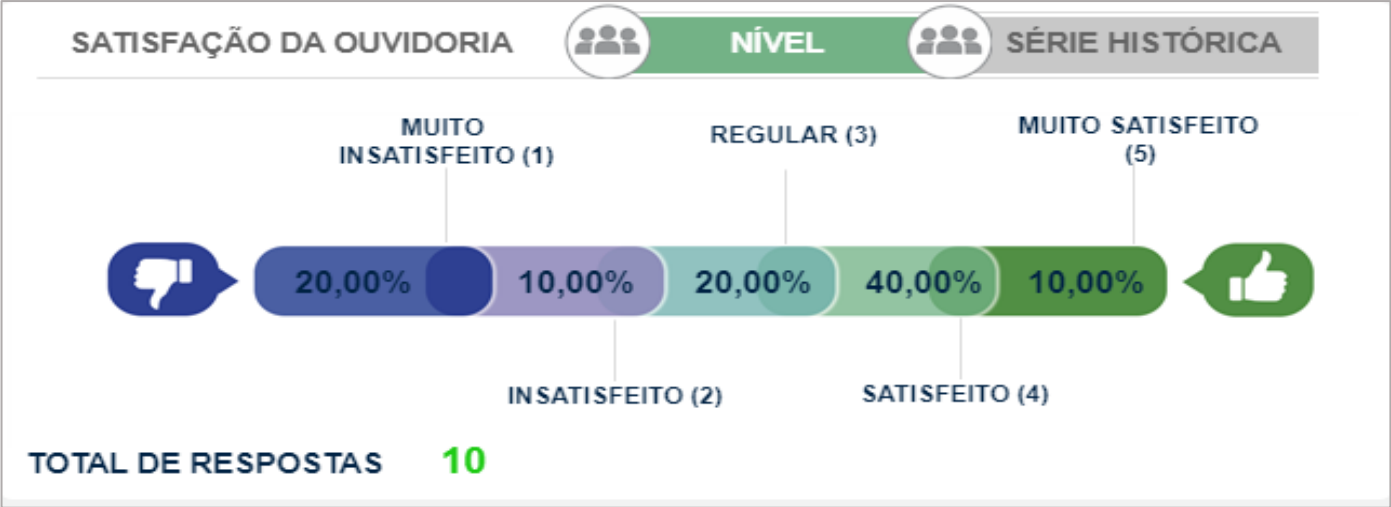 SATISFAÇÃO DA OUVIDORIA
NÍVEL
SÉRIE HISTÓRICA
MUITO
INSATISFEITO (1)
REGULAR (3)
MUITO SATISFEITO
(5)
20,00%
10,00%
20,00%
40,00%
10,00%
INSATISFEITO (2)
SATISFEITO (4)
TOTAL DE RESPOSTAS 10